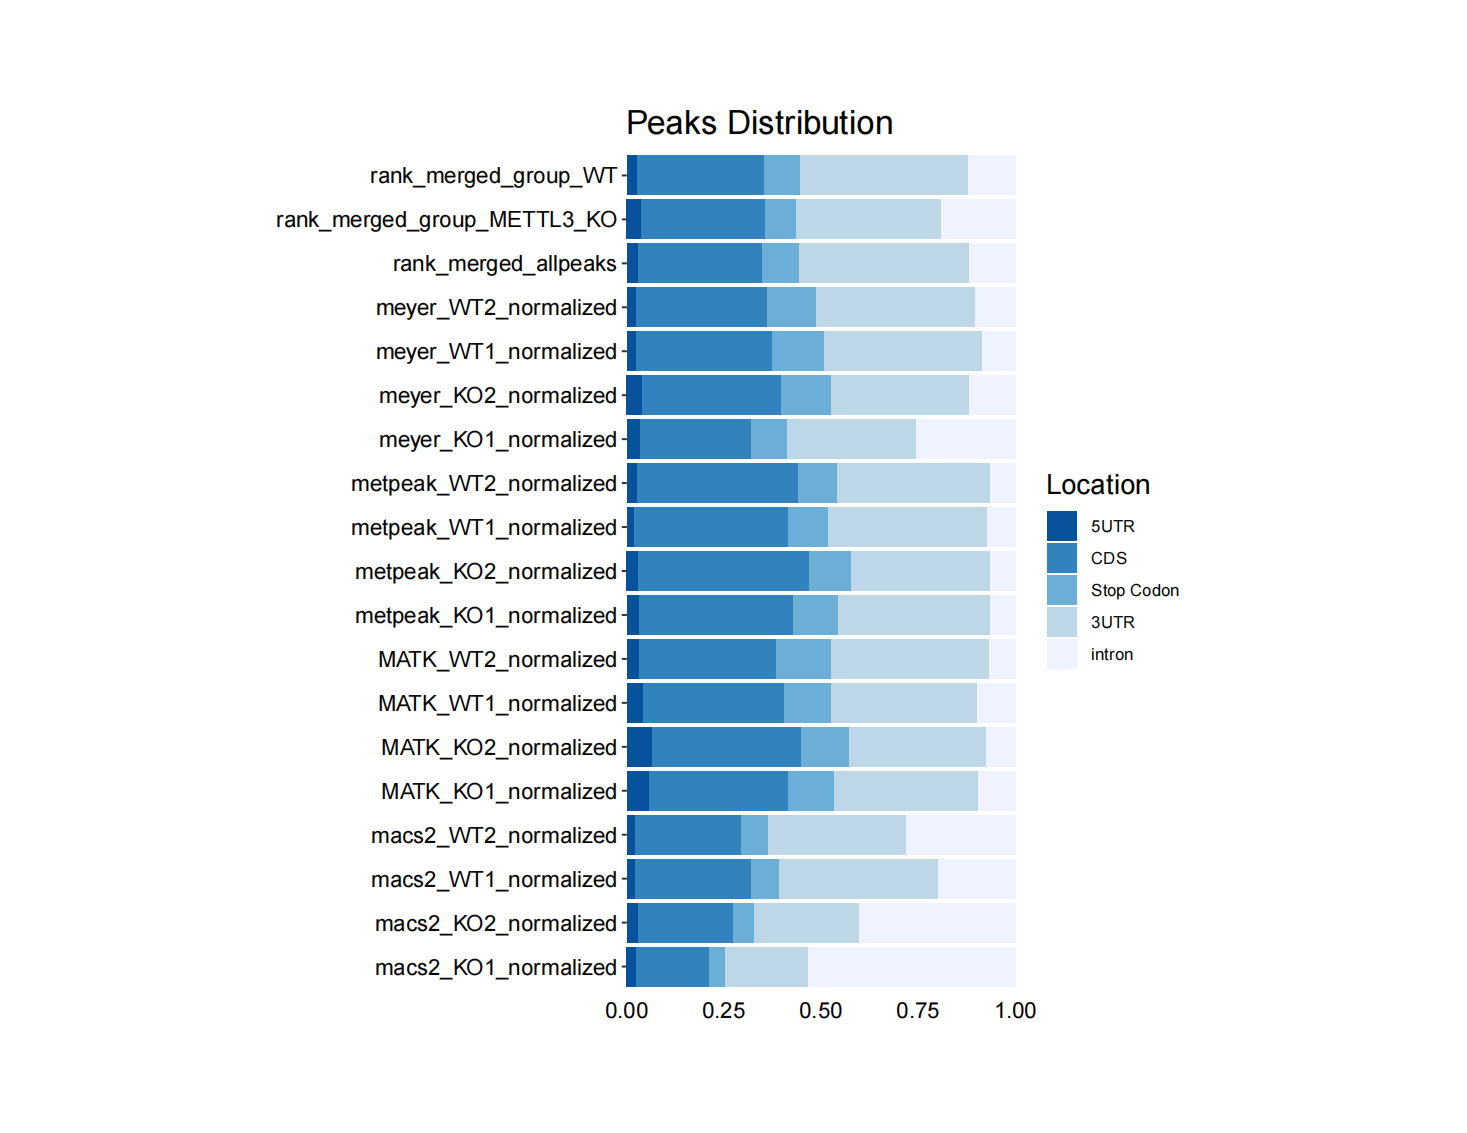 Peaks Distribution
rank_merged_group_WT
rank_merged_group_METTL3_KO
rank_merged_allpeaks
meyer_WT2_normalized
meyer_WT1_normalized
meyer_KO2_normalized
meyer_KO1_normalized
metpeak_WT2_normalized
metpeak_WT1_normalized
metpeak_KO2_normalized
metpeak_KO1_normalized
MATK_WT2_normalized
MATK_WT1_normalized
MATK_KO2_normalized
MATK_KO1_normalized
macs2_WT2_normalized
macs2_WT1_normalized
macs2_KO2_normalized
macs2_KO1_normalized
0.00 0.25 0.50 0.75 1.00
Location
5UTR
CDS
Stop Codon
3UTR
intron